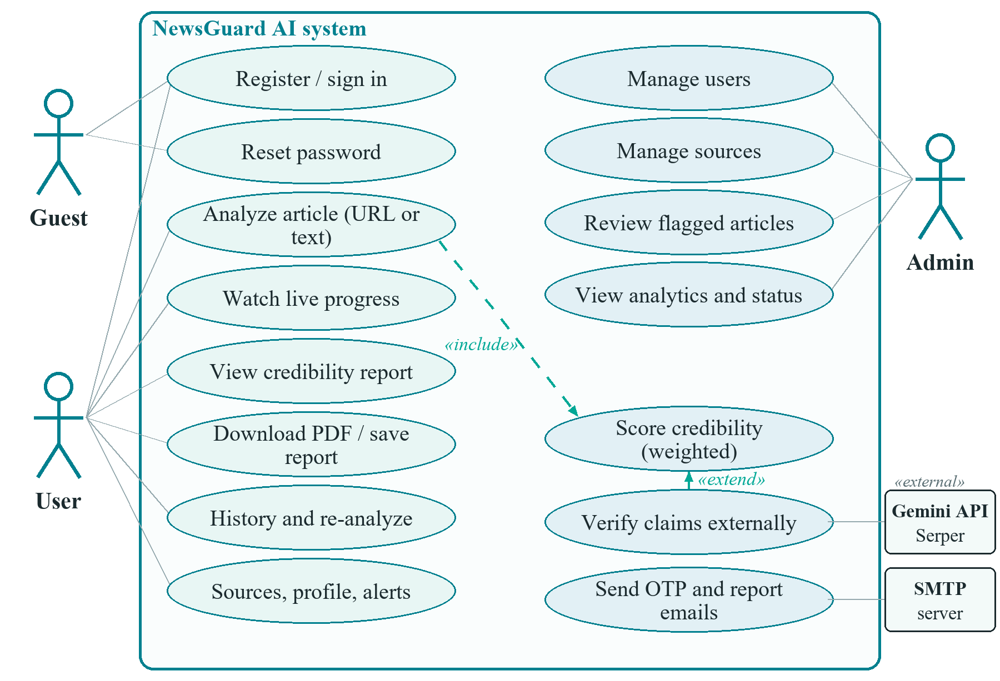 NewsGuard AI system
Register / sign in
Reset password
Analyze article (URL or
text)
Watch live progress
View credibility report
Download PDF / save
report
History and re-analyze
Sources, profile, alerts
Guest
User
«include»
Manage users
Manage sources
Review flagged articles
View analytics and status
Admin
Score credibility
(weighted)
«extend»
Verify claims externally
Send OTP and report
emails
«external»
Gemini API
Serper
SMTP
server